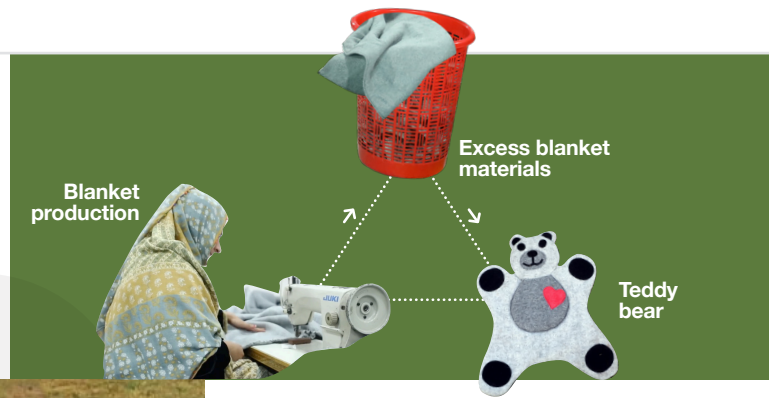 Excess blanket
materials
Blanket
production
JUKI
Teddy
bear